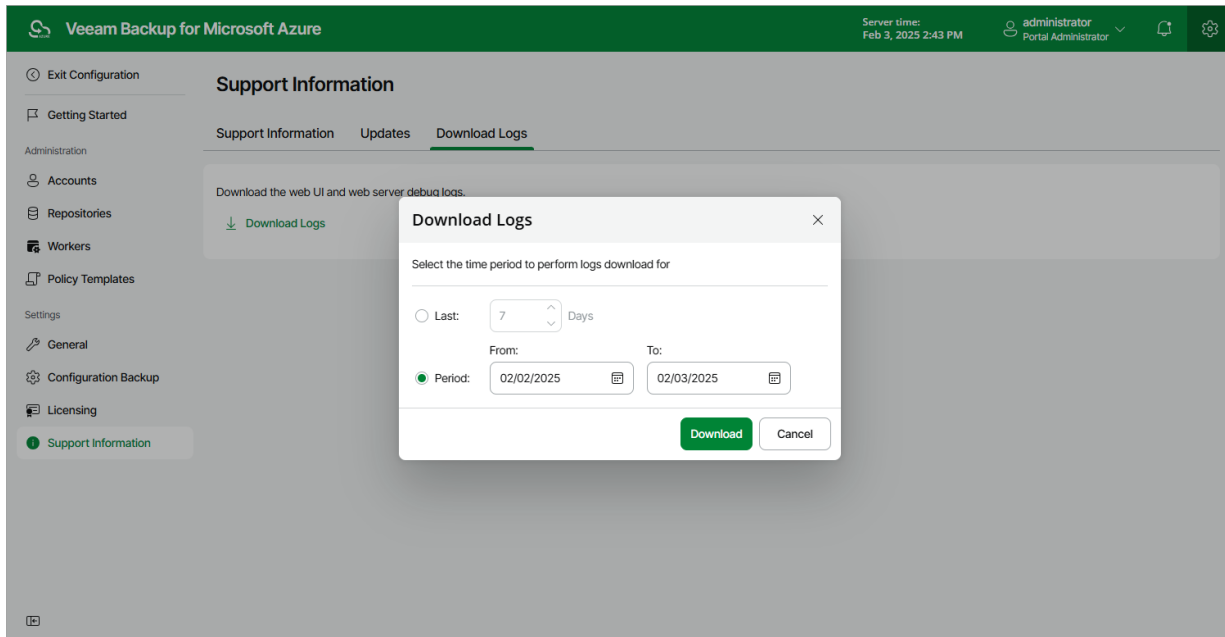 Veeam Backup for Microsoft Azure
Server time:
Feb 3, 2025 2:43 PM
administrator
Portal Administrator
Exit Configuration
Getting Started
Administration
Accounts
Repositories
Workers
Policy Templates
Settings
General
Configuration Backup
Licensing
Support Information
Support Information
Support Information Updates Download Logs
Download the web UI and web server debug logs.
Download Logs
Download Logs
Select the time period to perform logs download for
Last: 7 Days
From: To:
Period: 02/02/2025 02/03/2025
Download Cancel